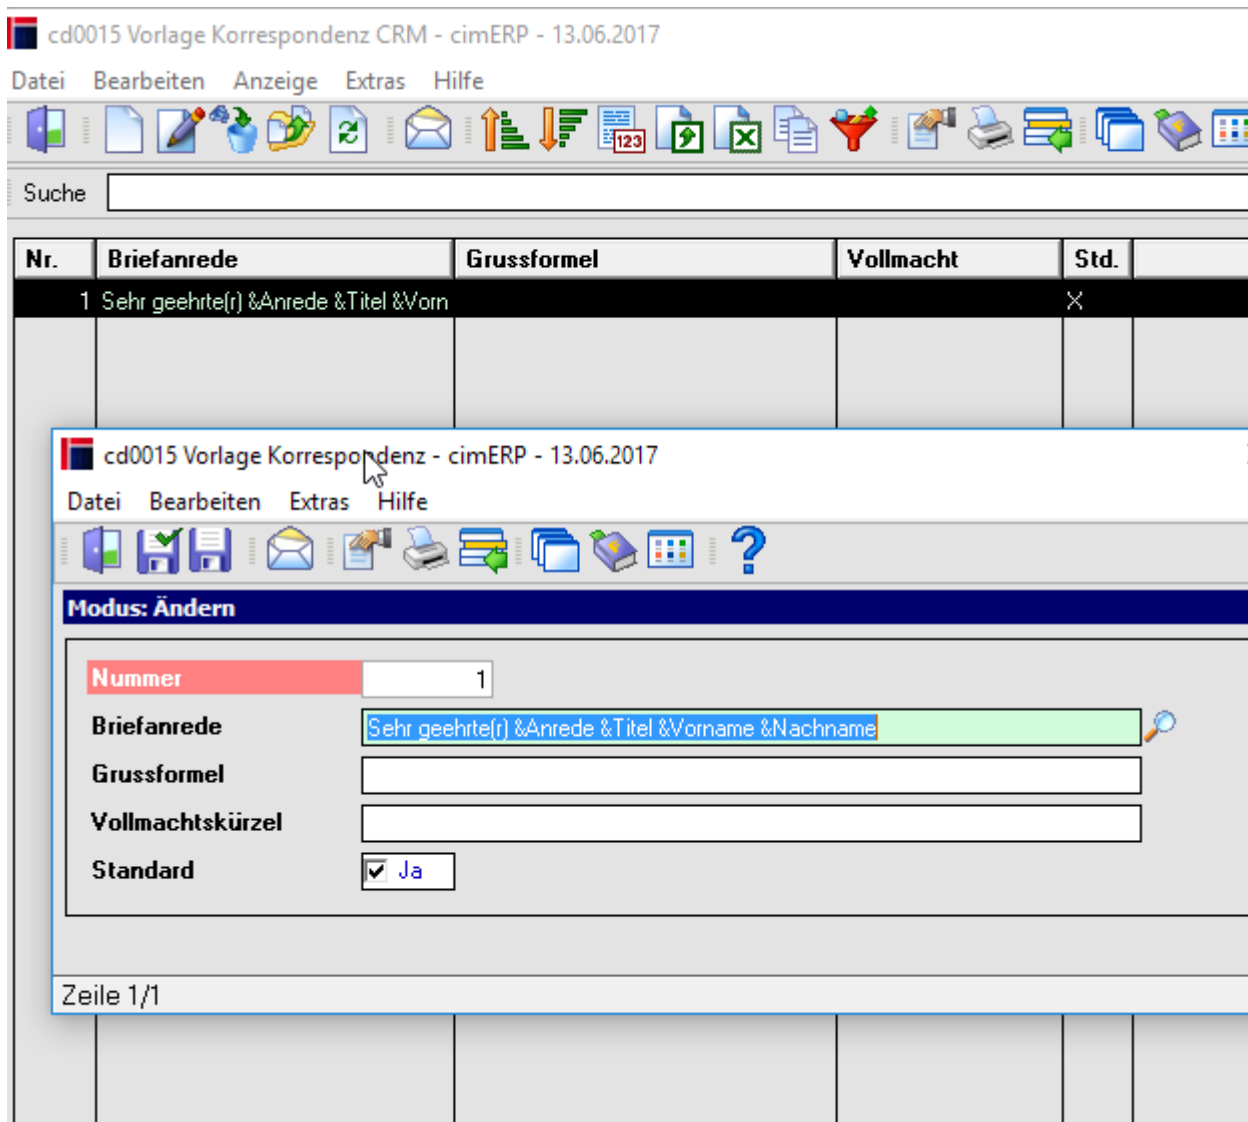 cd0015 Vorlage Korrespondenz CRM - cimERP - 13.06.2017
Datei Bearbeiten Anzeige Extras Hilfe
123
Suche
Nr. Briefanrede Grussformel Vollmacht Std.
1 Sehr geehrte(r) &Anrede &Titel &Vorn X
cd0015 Vorlage Korrespondenz - cimERP - 13.06.2017
Datei Bearbeiten Extras Hilfe
Modus: Ändern
Nummer 1
Briefanrede Sehr geehrte(r) &Anrede &Titel &Vorname &Nachname
Grussformel
Vollmachtskürzel
Standard Ja
Zeile 1/1